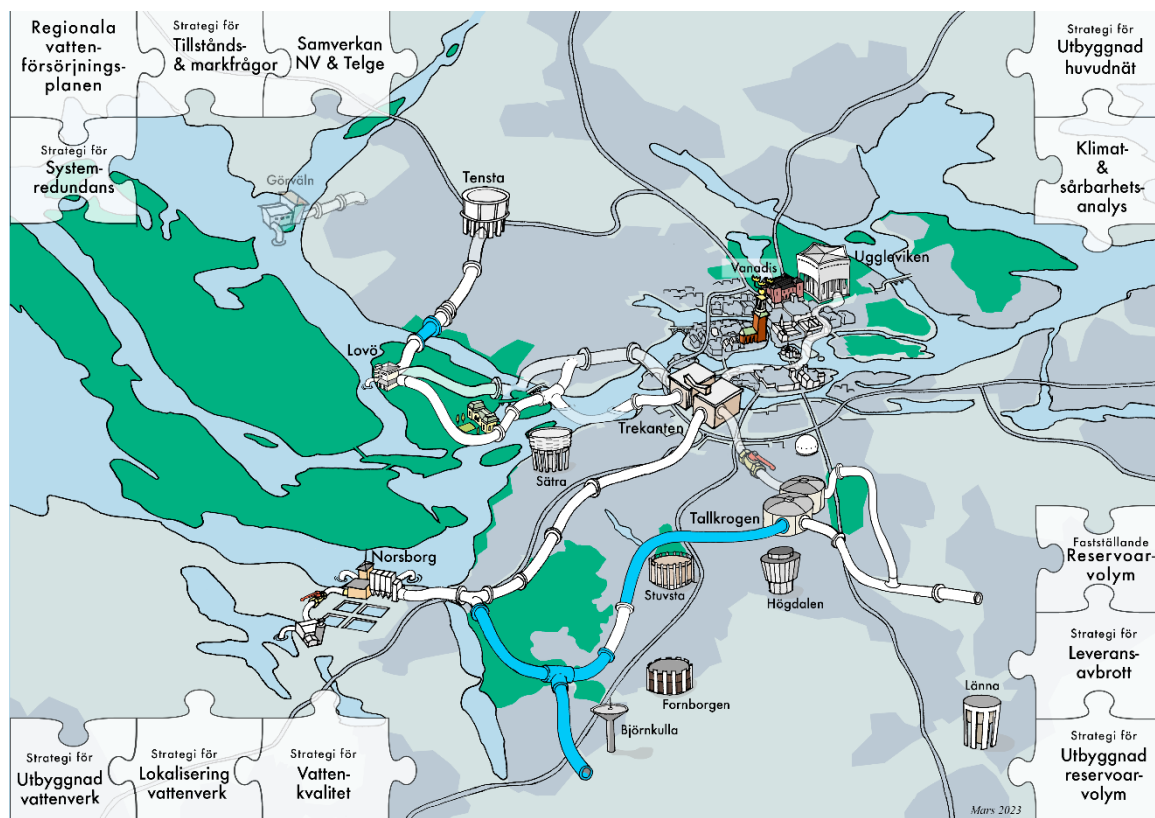 Regionala
vatten-
försörjnings-
planen
Strategi för
Tillstånds-
& markfrågor
Samverkan
NV & Telge
Strategi för
Utbyggnad
huvudnät
Strategi för
System-
redundans
Klimat-
&
sårbarhets-
analys
Görväln
Tensta
Uggleviken
Vanadis
Lovö
Trekanten
Sätra
Tallkrogen
Norsborg
Stuvsta
Högdalen
Fastställande
Reservoar-
volym
Strategi för
Leverans-
avbrott
Länna
Fornborgen
Björnkulla
Strategi för
Utbyggnad
vattenverk
Strategi för
Lokalisering
vattenverk
Strategi för
Vatten-
kvalitet
Strategi för
Utbyggnad
reservoar-
volym
Mars 2023